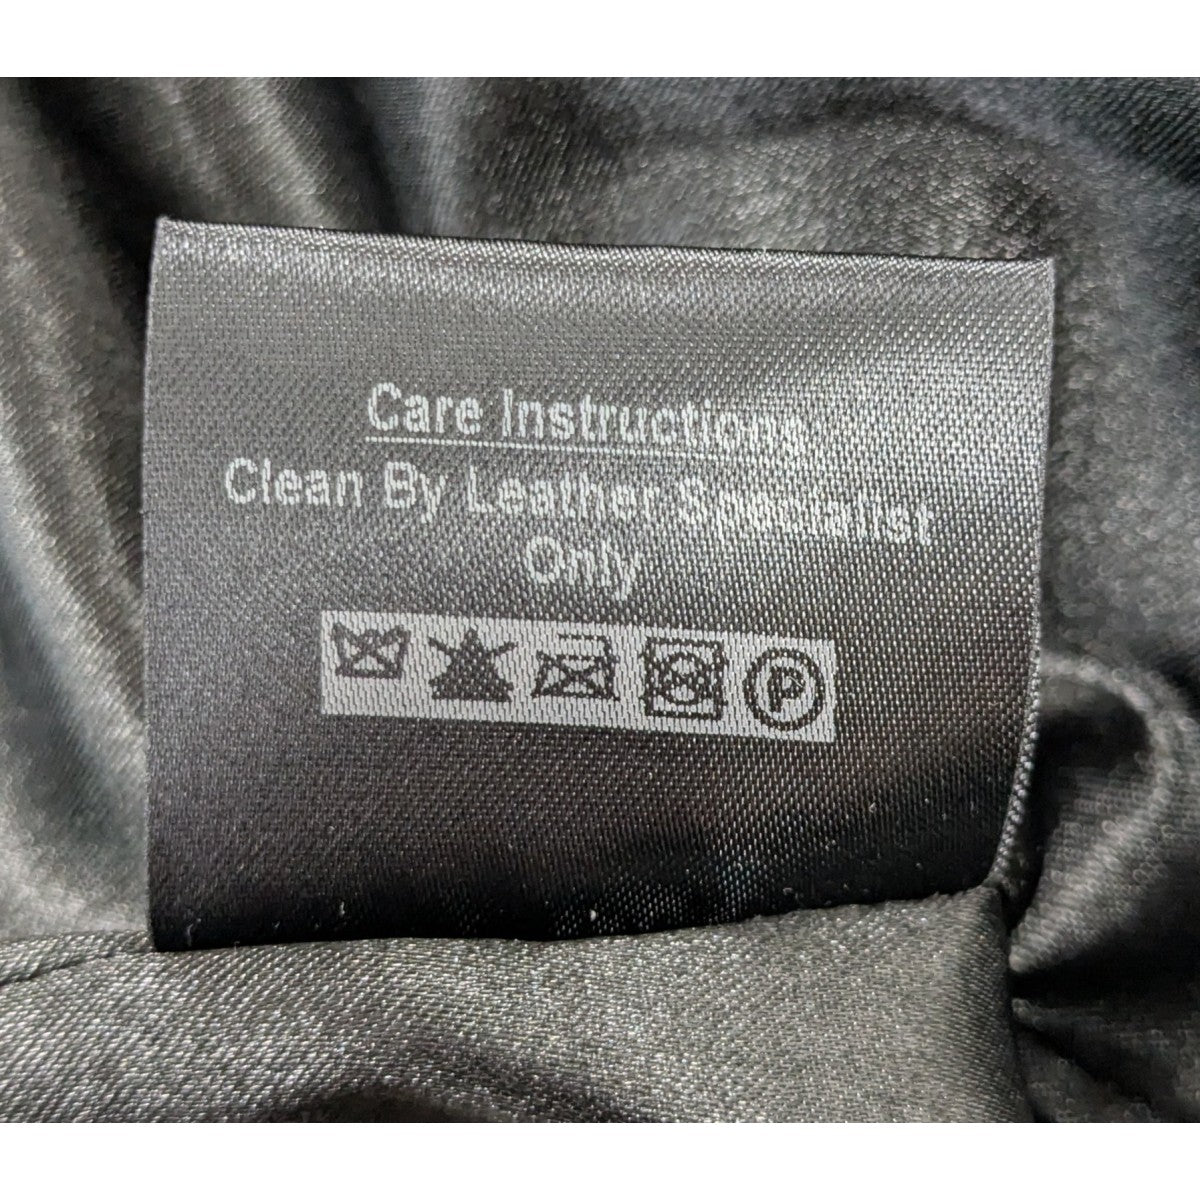 Care Instructions
Clean By Leather Specialist
Only
P